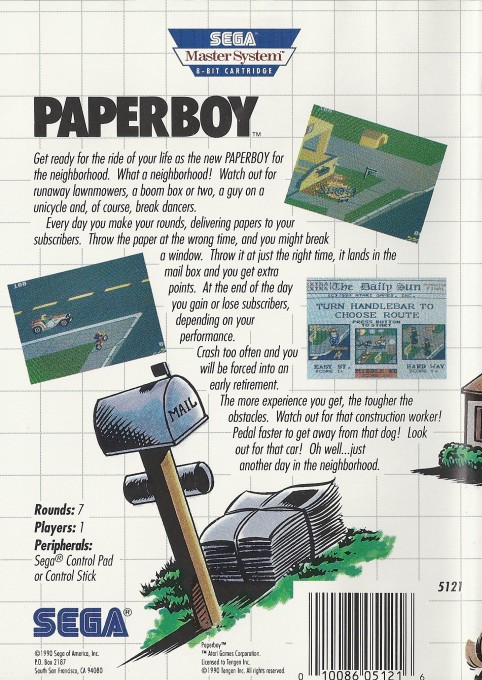 SEGA
Master System™
8-BIT CARTRIDGE
PAPERBOY™
Get ready for the ride of your life as the new PAPERBOY for
the neighborhood. What a neighborhood! Watch out for
runaway lawnmowers, a boom box or two, a guy on a
unicycle and, of course, break dancers.
Every day you make your rounds, delivering papers to your
subscribers. Throw the paper at the wrong time, and you might break
a window. Throw it at just the right time, it lands in the
mail box and you get extra
points. At the end of the day
you gain or lose subscribers,
depending on your
performance.
Crash too often and you
will be forced into an
early retirement.
The more experience you get, the tougher the
obstacles. Watch out for that construction worker!
Pedal faster to get away from that dog! Look
out for that car! Oh well...just
another day in the neighborhood.
The Daily Sun
TURN HANDLEBAR TO
CHOOSE ROUTE
PRESS BUTTON
TO START
EASY ST.
HARD WAY
MAIL
Rounds: 7
Players: 1
Peripherals:
Sega® Control Pad
or Control Stick
SEGA®
©1990 Sega of America, Inc.
P.O. Box 2187
South San Francisco, CA 94080
Paperboy™
™ Atari Games Corporation.
Licensed to Tengen Inc.
©1990 Tengen Inc. All rights reserved.
5121
0 10086 05121 6